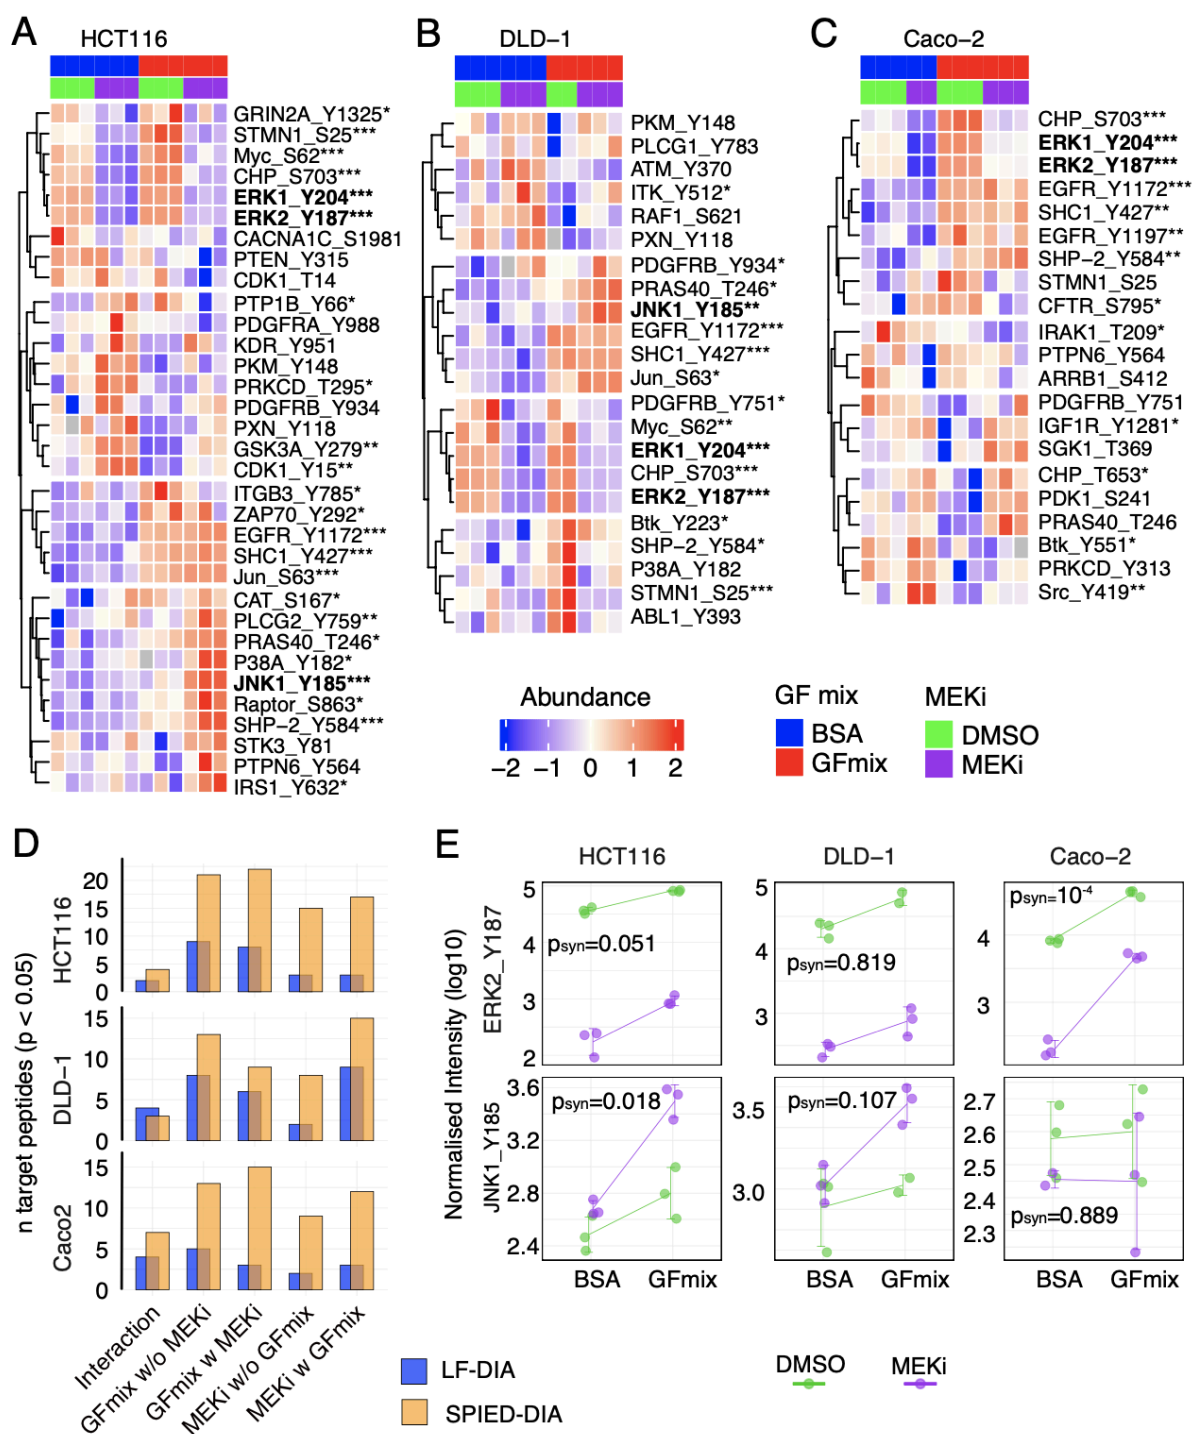 A
HCT116
GRIN2A_Y1325*
STMN1_S25***
Myc_S62***
CHP_S703***
ERK1_Y204***
ERK2_Y187***
CACNA1C_S1981
PTEN_Y315
CDK1_T14
PTP1B_Y66*
PDGFRA_Y988
KDR_Y951
PKM_Y148
PRKCD_T295*
PDGFRB_Y934
PXN_Y118
GSK3A_Y279**
CDK1_Y15**
ITGB3_Y785*
ZAP70_Y292*
EGFR_Y1172***
SHC1_Y427***
Jun_S63***
CAT_S167*
PLCG2_Y759**
PRAS40_T246*
P38A_Y182*
JNK1_Y185***
Raptor_S863*
SHP-2_Y584***
STK3_Y81
PTPN6_Y564
IRS1_Y632*
B
DLD-1
PKM_Y148
PLCG1_Y783
ATM_Y370
ITK_Y512*
RAF1_S621
PXN_Y118
PDGFRB_Y934*
PRAS40_T246*
JNK1_Y185**
EGFR_Y1172***
SHC1_Y427***
Jun_S63*
PDGFRB_Y751*
Myc_S62**
ERK1_Y204***
CHP_S703***
ERK2_Y187***
Btk_Y223*
SHP-2_Y584*
P38A_Y182
STMN1_S25***
ABL1_Y393
C
Caco-2
CHP_S703***
ERK1_Y204***
ERK2_Y187***
EGFR_Y1172***
SHC1_Y427**
EGFR_Y1197**
SHP-2_Y584**
STMN1_S25
CFTR_S795*
IRAK1_T209*
PTPN6_Y564
ARRB1_S412
PDGFRB_Y751
IGF1R_Y1281*
SGK1_T369
CHP_T653*
PDK1_S241
PRAS40_T246
Btk_Y551*
PRKCD_Y313
Src_Y419**
Abundance
-2 -1 0 1 2
GF mix
BSA
GFmix
MEKi
DMSO
MEKi
D
n target peptides (p < 0.05)
HCT116
20
15
10
5
0
DLD-1
15
10
5
0
Caco2
15
10
5
0
Interaction
GFmix w/o MEKi
GFmix w MEKi
MEKi w/o GFmix
MEKi w GFmix
LF-DIA
SPIED-DIA
E
Normalised Intensity (log10)
HCT116
DLD-1
Caco-2
ERK2_Y187
5
4
3
2
psyn=0.051
5
4
3
psyn=0.819
4
3
psyn=10-4
JNK1_Y185
3.6
3.2
2.8
2.4
psyn=0.018
3.5
3.0
psyn=0.107
2.7
2.6
2.5
2.4
2.3
psyn=0.889
BSA GFmix
BSA GFmix
BSA GFmix
DMSO
MEKi